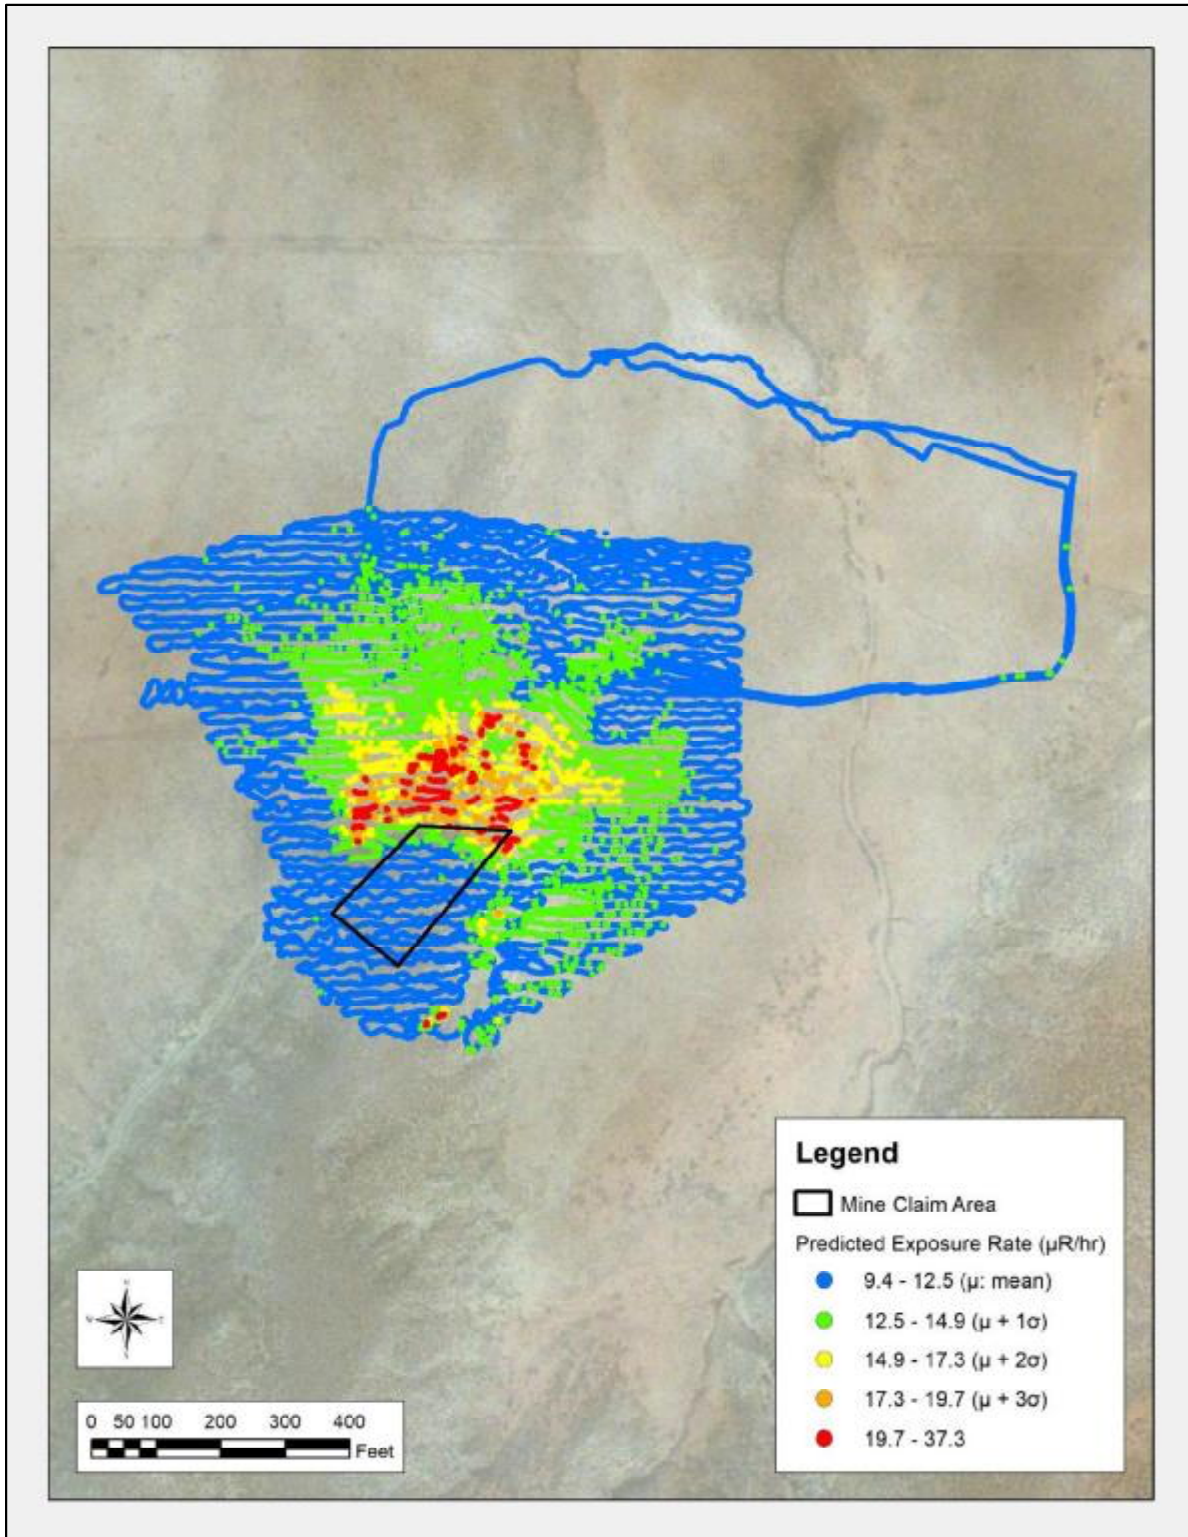 Legend
Mine Claim Area
Predicted Exposure Rate (µR/hr)
9.4 - 12.5 (µ: mean)
12.5 - 14.9 (µ + 1σ)
14.9 - 17.3 (µ + 2σ)
17.3 - 19.7 (µ + 3σ)
19.7 - 37.3
N
0 50 100 200 300 400
Feet